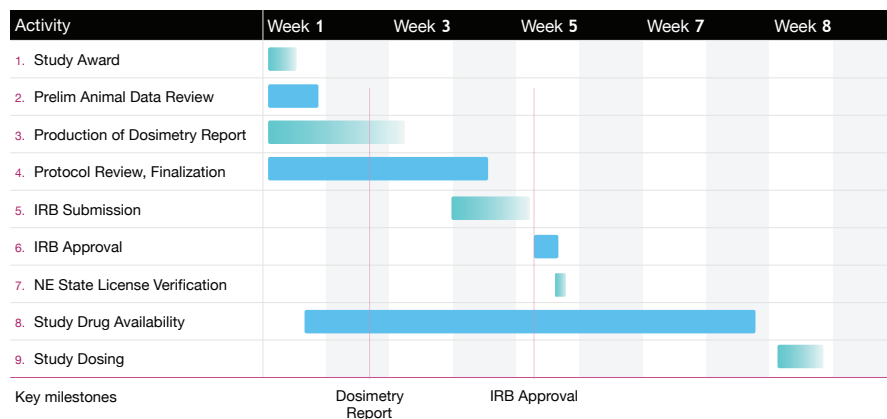 Activity Week 1 Week 3 Week 5 Week 7 Week 8
1. Study Award
2. Prelim Animal Data Review
3. Production of Dosimetry Report
4. Protocol Review, Finalization
5. IRB Submission
6. IRB Approval
7. NE State License Verification
8. Study Drug Availability
9. Study Dosing
Key milestones Dosimetry IRB Approval
Report